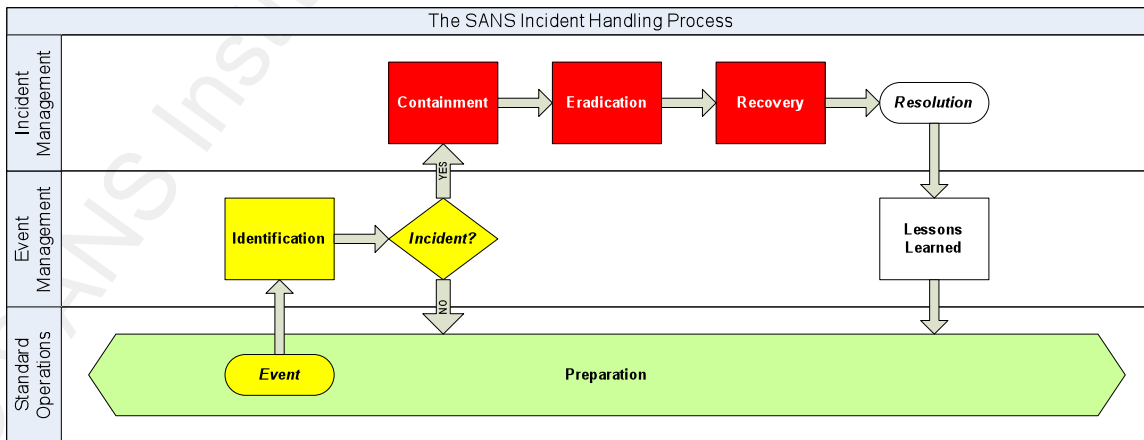 The SANS Incident Handling Process
Incident
Management
Containment
Eradication
Recovery
Resolution
YES
Event
Management
Identification
Incident?
Lessons
Learned
NO
Standard
Operations
Event
Preparation
SANS